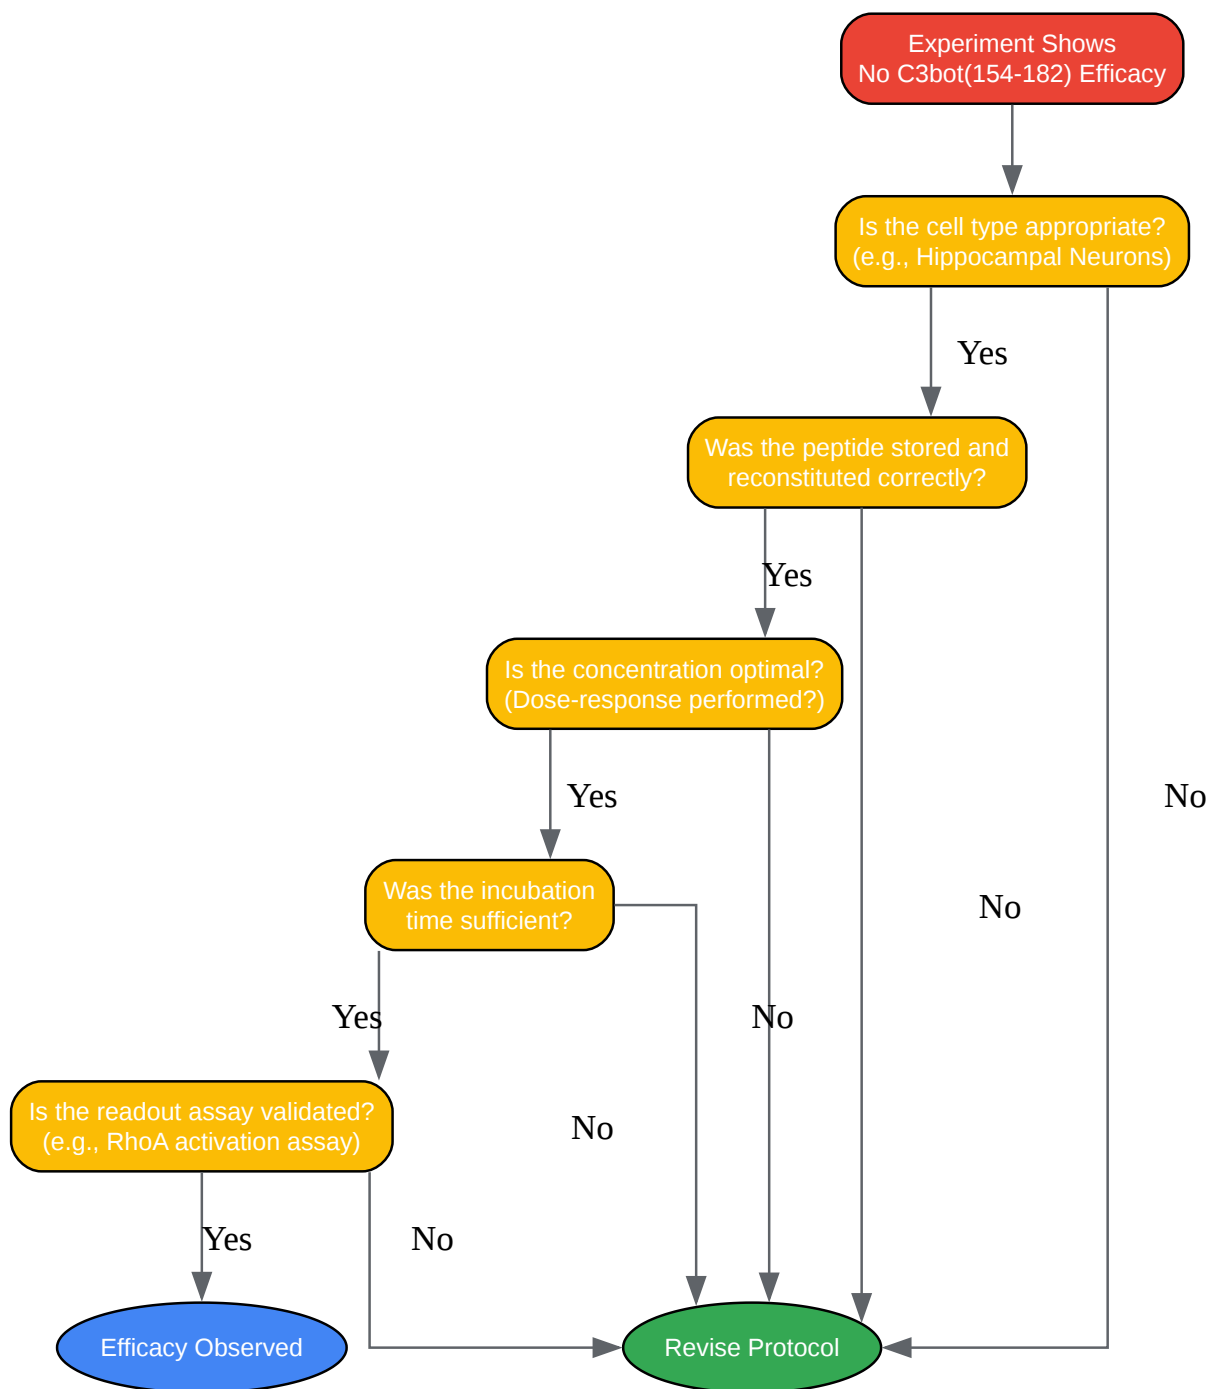 Experiment Shows
No C3bot(154-182) Efficacy
Is the cell type appropriate?
(e.g., Hippocampal Neurons)
Yes
Was the peptide stored and
reconstituted correctly?
Yes
Is the concentration optimal?
(Dose-response performed?)
Yes
No
Was the incubation
time sufficient?
No
Yes
No
Is the readout assay validated?
(e.g., RhoA activation assay)
No
Yes
No
Efficacy Observed
Revise Protocol